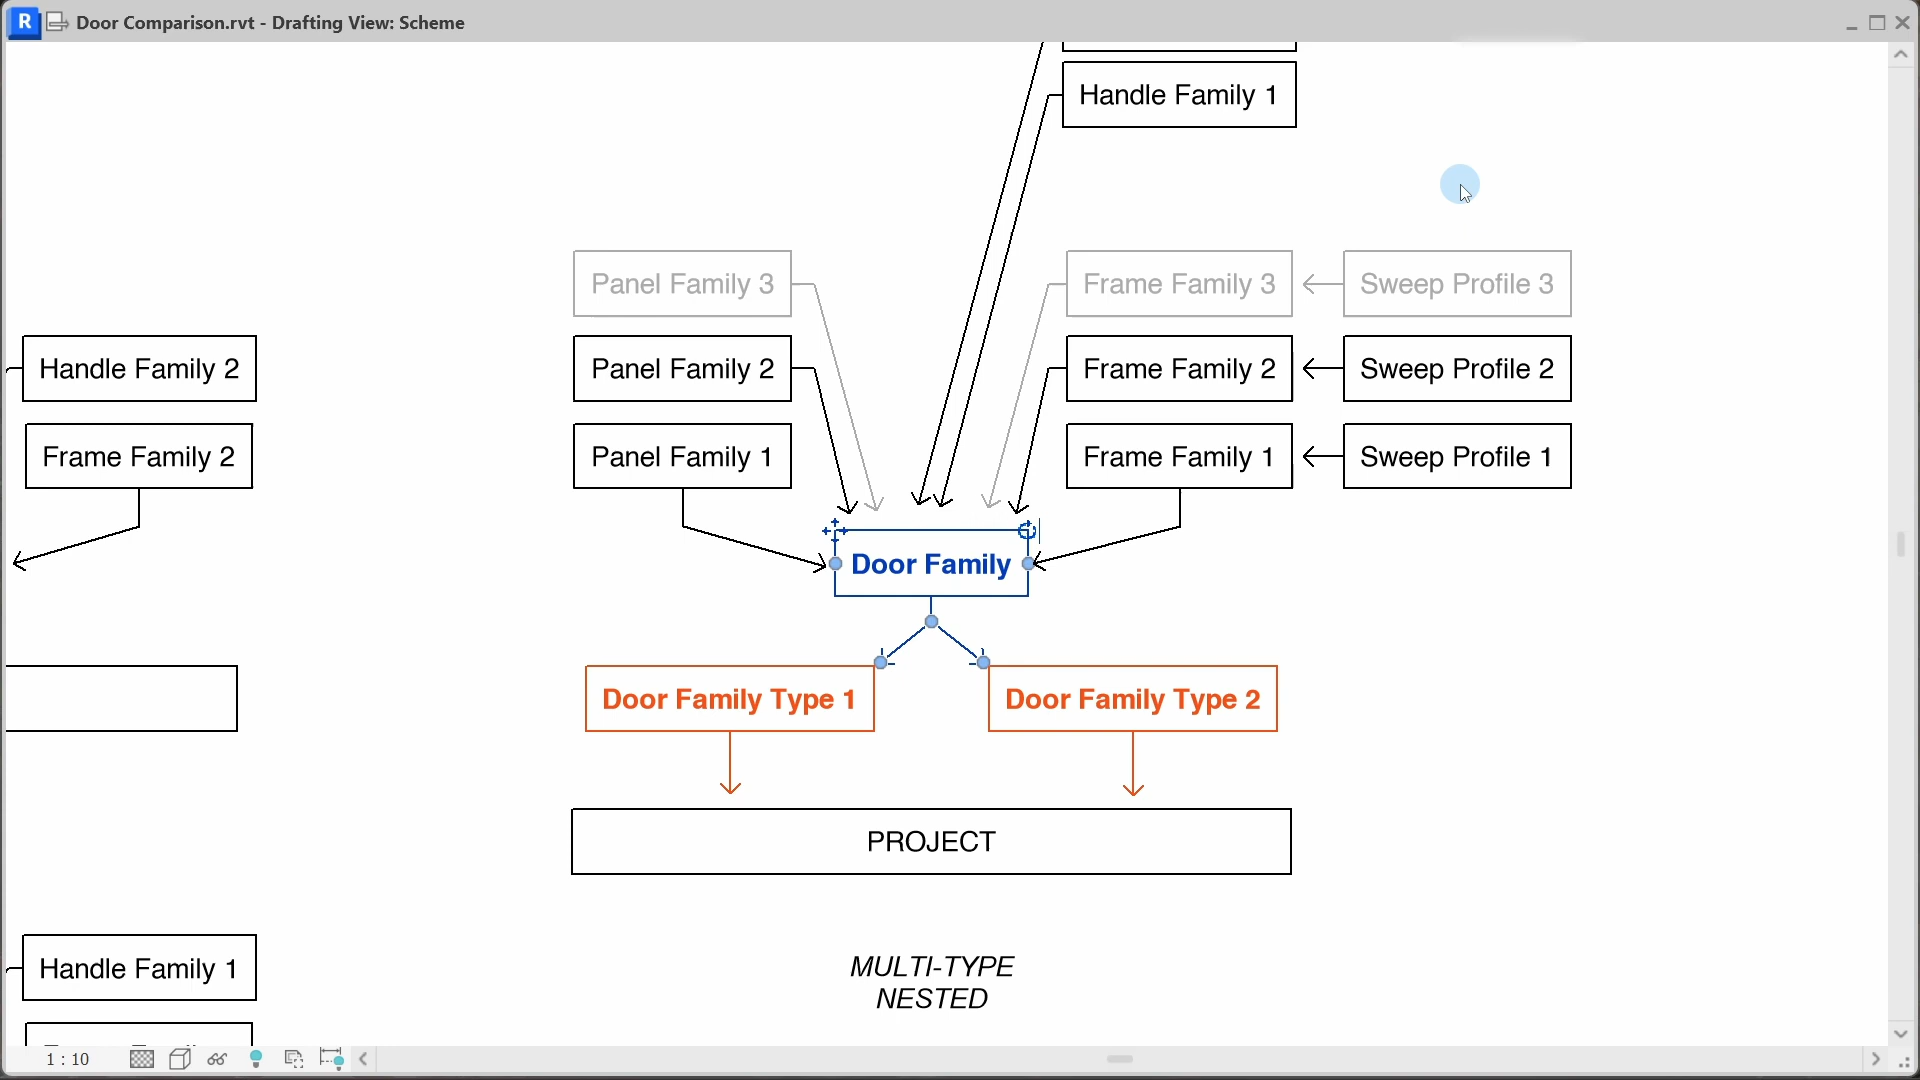 R
Door Comparison.rvt - Drafting View: Scheme
Handle Family 1
Panel Family 3
Frame Family 3
Sweep Profile 3
Handle Family 2
Panel Family 2
Frame Family 2
Sweep Profile 2
Frame Family 2
Panel Family 1
Frame Family 1
Sweep Profile 1
Door Family
Door Family Type 1
Door Family Type 2
PROJECT
Handle Family 1
MULTI-TYPE
NESTED
1 : 10